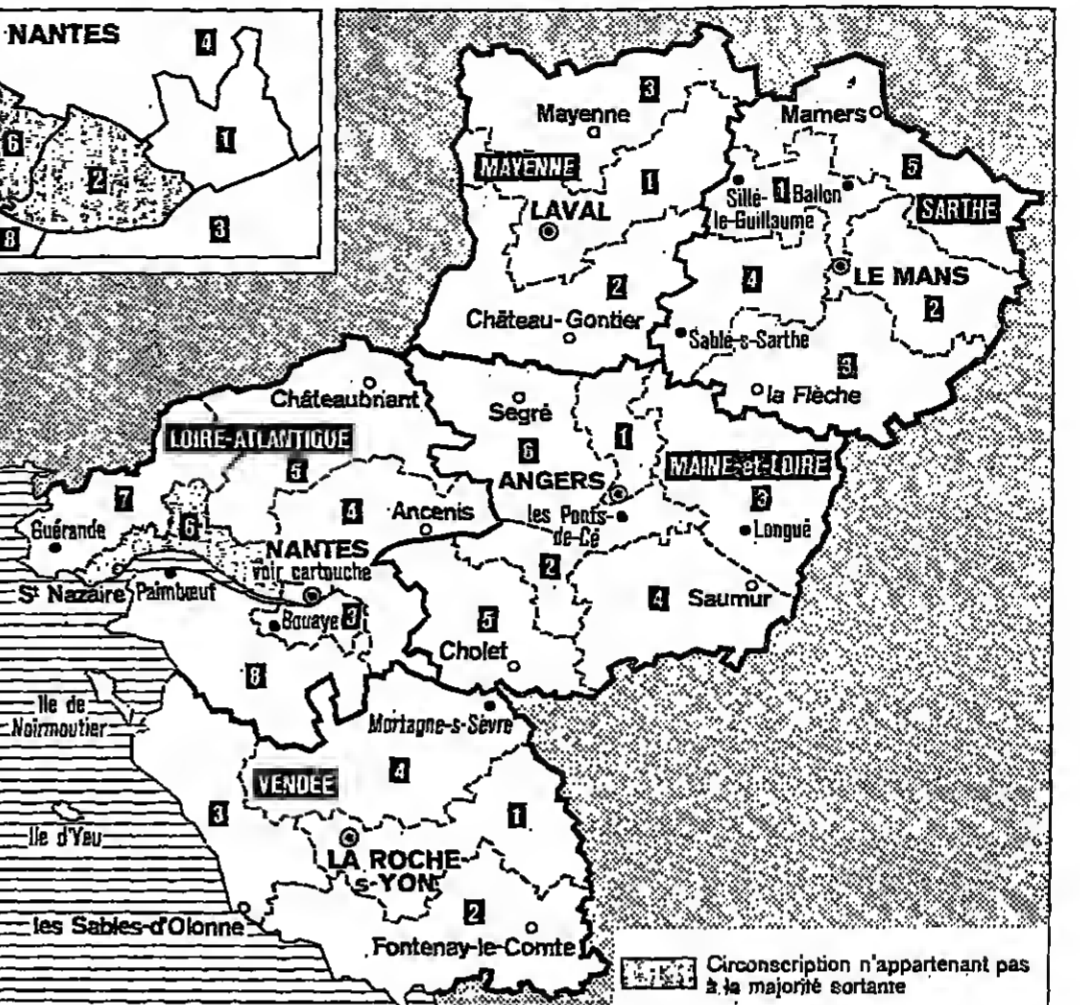 NANTES
4
6
1
2
8
3
3
Mayenne
Mamers
MAYENNE
1
5
Sillé-
le-Guillaume
1
Ballon
SARTHE
LAVAL
2
4
LE MANS
2
Château-Gontier
Sablé-s-Sarthe
3
la Flèche
Châteaubriant
Segré
6
1
LOIRE-ATLANTIQUE
5
MAINE-et-LOIRE
ANGERS
3
7
6
4
Ancenis
les Ponts-
de-Cé
Longué
Guérande
NANTES
voir cartouche
2
St Nazaire
Paimbœuf
4
Saumur
Bouaye
3
5
Cholet
8
Ile de
Noirmoutier
Mortagne-s-Sèvre
4
VENDÉE
3
1
Ile d'Yeu
LA ROCHE-
s-YON
2
les Sables-d'Olonne
Fontenay-le-Comte
Circonscription n'appartenant pas
à la majorité sortante